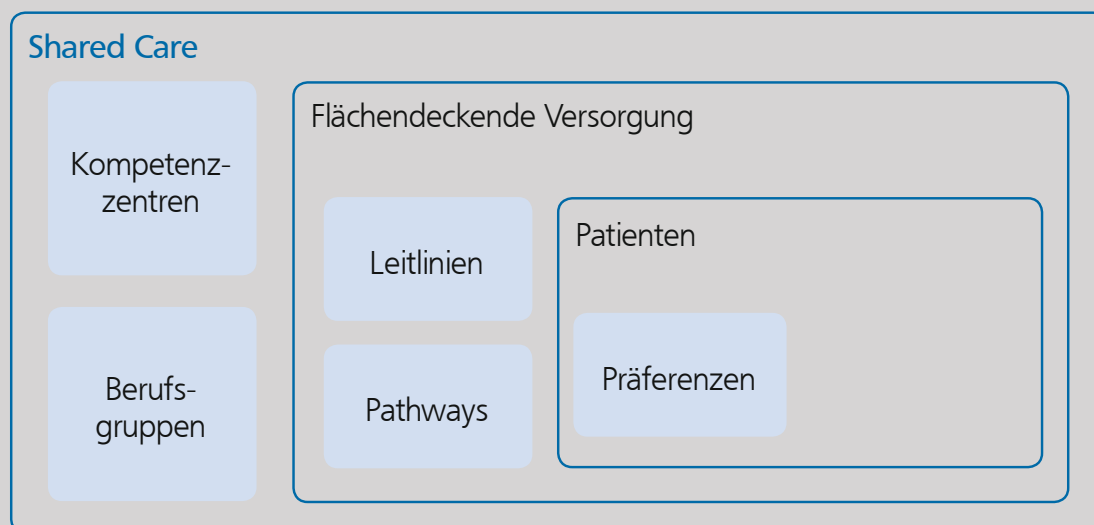 Shared Care
Kompetenz-
zentren
Berufs-
gruppen
Flächendeckende Versorgung
Leitlinien
Pathways
Patienten
Präferenzen